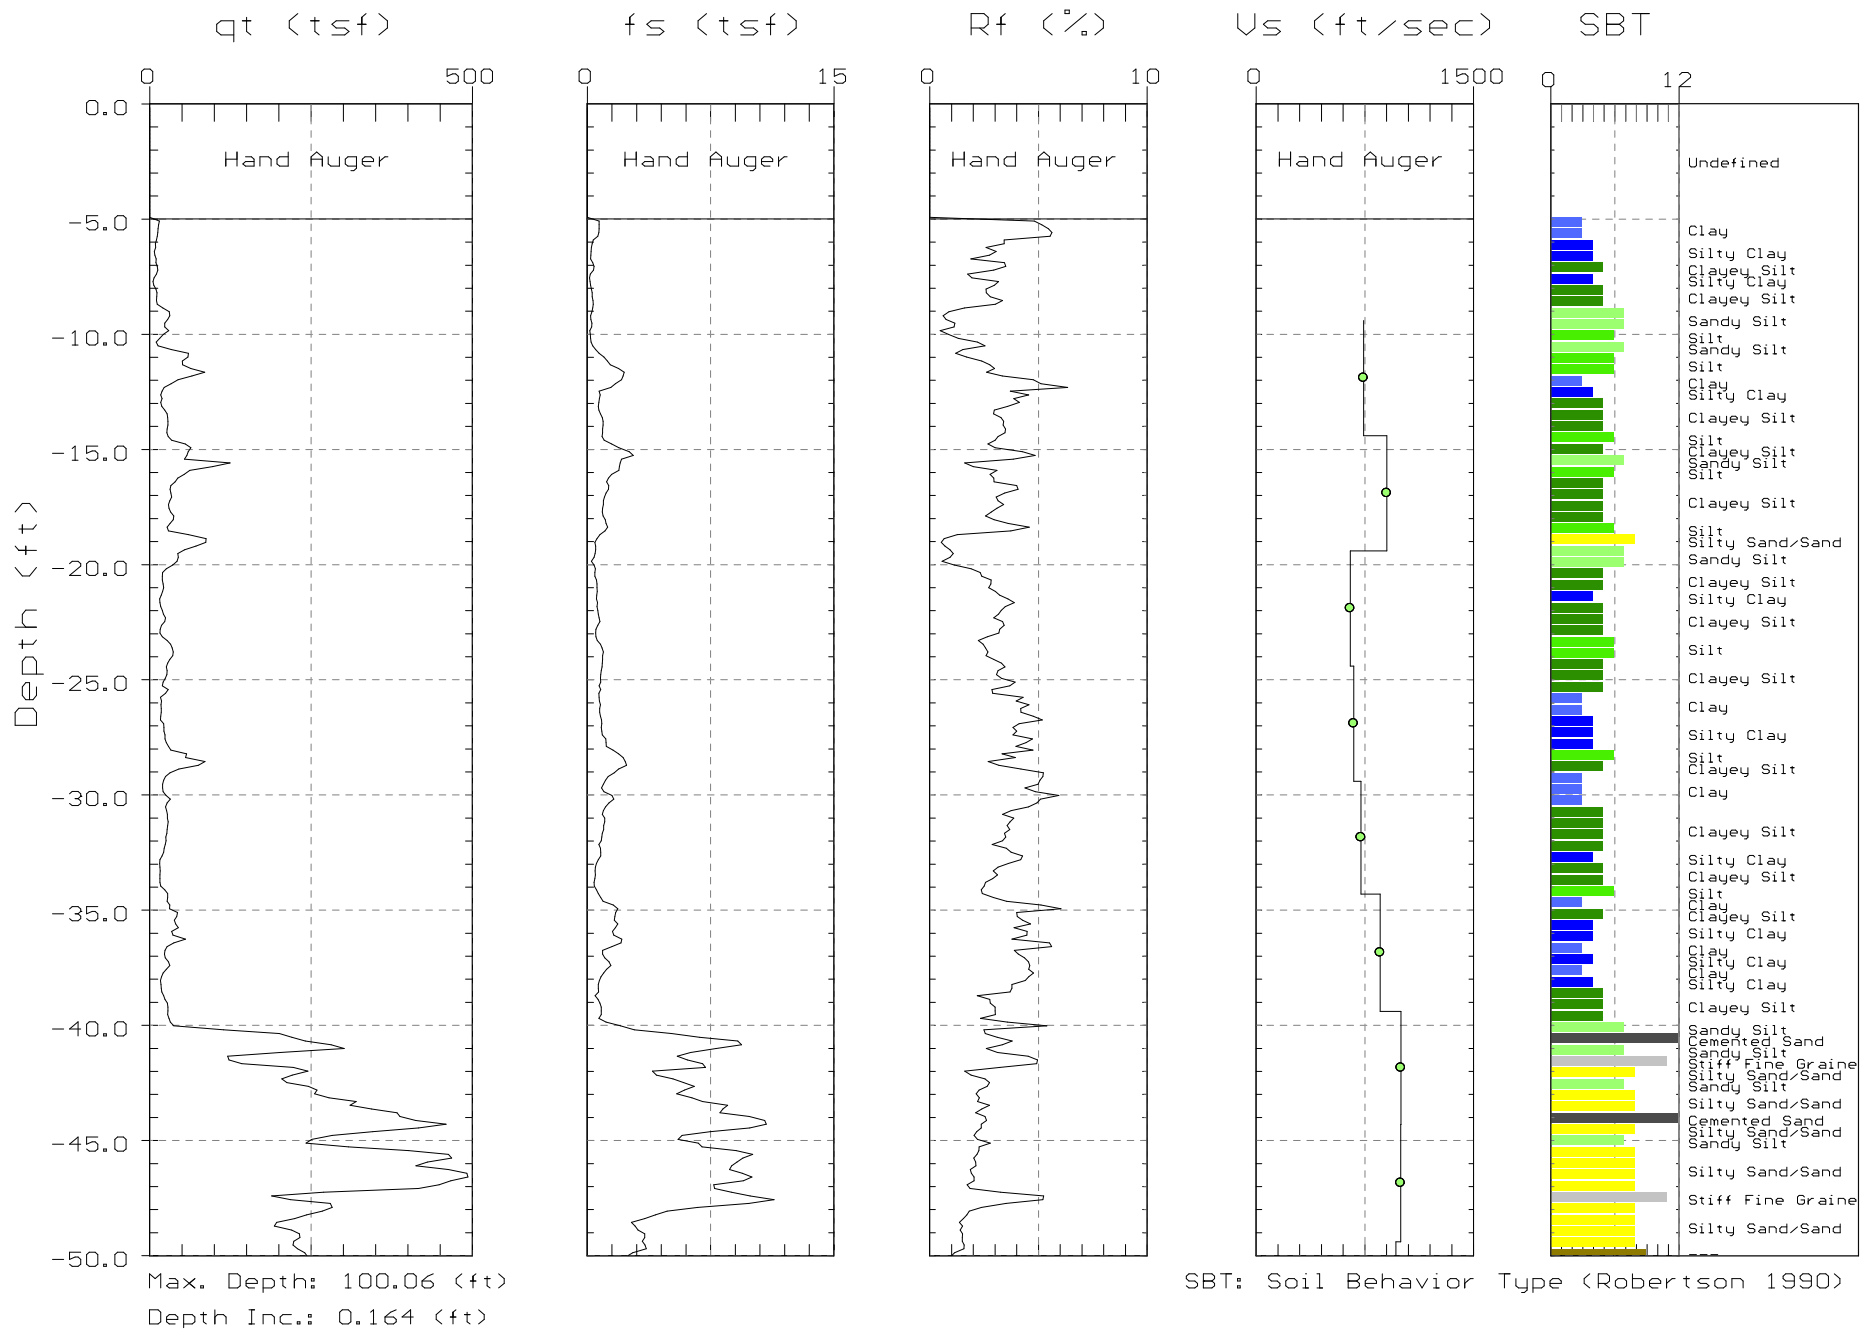 qt (tsf) fs (tsf) Rf (%) Vs (ft/sec) SBT
0 500 0 15 0 10 0 1500 0 12
Depth (ft)
0.0
Hand Auger Hand Auger Hand Auger Hand Auger
Undefined
-5.0
Clay
Silty Clay
Clayey Silt
Silty Clay
Clayey Silt
Sandy Silt
-10.0
Silt
Sandy Silt
Silt
Clay
Silty Clay
Clayey Silt
Silt
-15.0
Clayey Silt
Sandy Silt
Silt
Clayey Silt
Silt
Silty Sand/Sand
Sandy Silt
-20.0
Clayey Silt
Silty Clay
Clayey Silt
Silt
Clayey Silt
-25.0
Clay
Silty Clay
Silt
Clayey Silt
Clay
-30.0
Clayey Silt
Silty Clay
Clayey Silt
Silt
Clay
-35.0
Clayey Silt
Silty Clay
Clay
Silty Clay
Clay
Silty Clay
Clayey Silt
-40.0
Sandy Silt
Cemented Sand
Sandy Silt
Stiff Fine Graine
Silty Sand/Sand
Sandy Silt
Silty Sand/Sand
Cemented Sand
Silty Sand/Sand
-45.0
Sandy Silt
Silty Sand/Sand
Stiff Fine Graine
Silty Sand/Sand
-50.0
Max. Depth: 100.06 (ft) SBT: Soil Behavior Type (Robertson 1990)
Depth Inc.: 0.164 (ft)